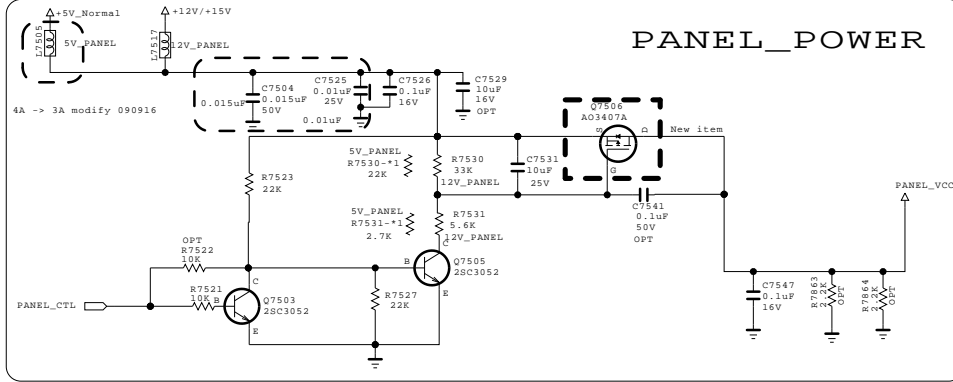 +5V_Normal
+12V/+15V
PANEL_POWER
L7505
5V_PANEL
L7517
12V_PANEL
C7504
0.015uF
50V
0.015uF
C7525
0.01uF
25V
0.01uF
C7526
0.1uF
16V
C7529
10uF
16V
OPT
4A -> 3A modify 090916
Q7506
AO3407A
S
D
G
New item
R7523
22K
5V_PANEL
R7530-*1
22K
R7530
33K
12V_PANEL
C7531
10uF
25V
5V_PANEL
R7531-*1
2.7K
R7531
5.6K
12V_PANEL
C7541
0.1uF
50V
OPT
PANEL_VCC
OPT
R7522
10K
PANEL_CTL
R7521
10K
B
C
E
Q7503
2SC3052
R7527
22K
B
C
E
Q7505
2SC3052
C7547
0.1uF
16V
R7863
2.2K
OPT
R7864
2.2K
OPT